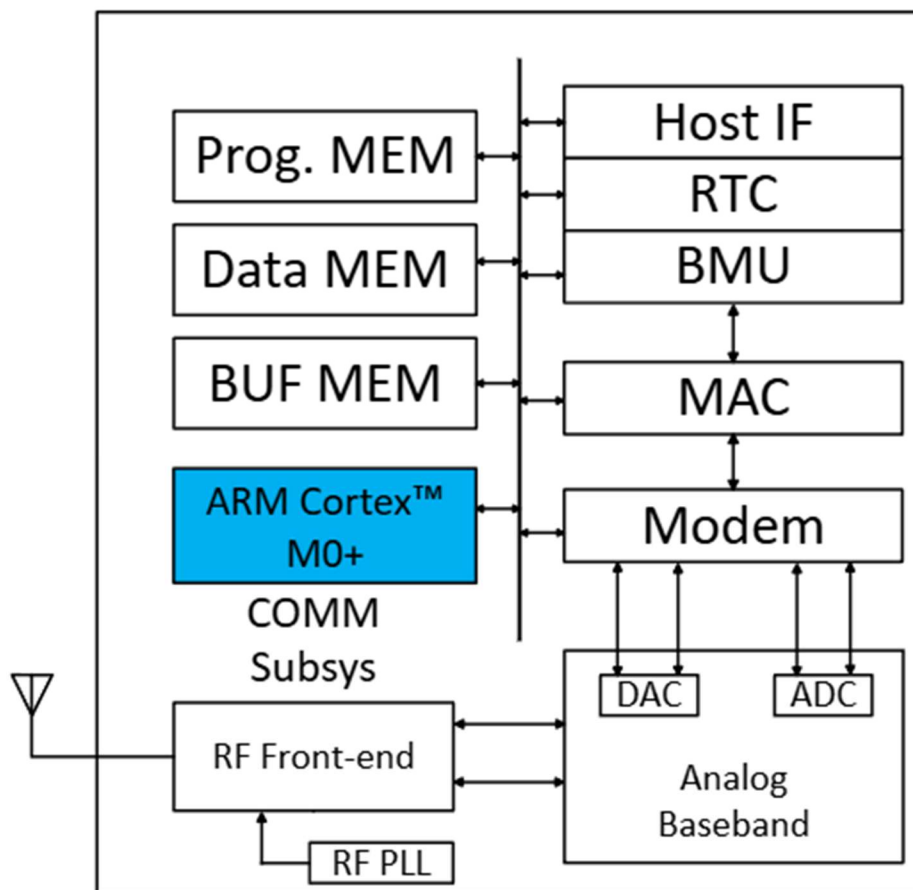 Prog. MEM
Data MEM
BUF MEM
ARM Cortex™
M0+
COMM
Subsys
RF Front-end
RF PLL
Host IF
RTC
BMU
MAC
Modem
DAC
ADC
Analog
Baseband